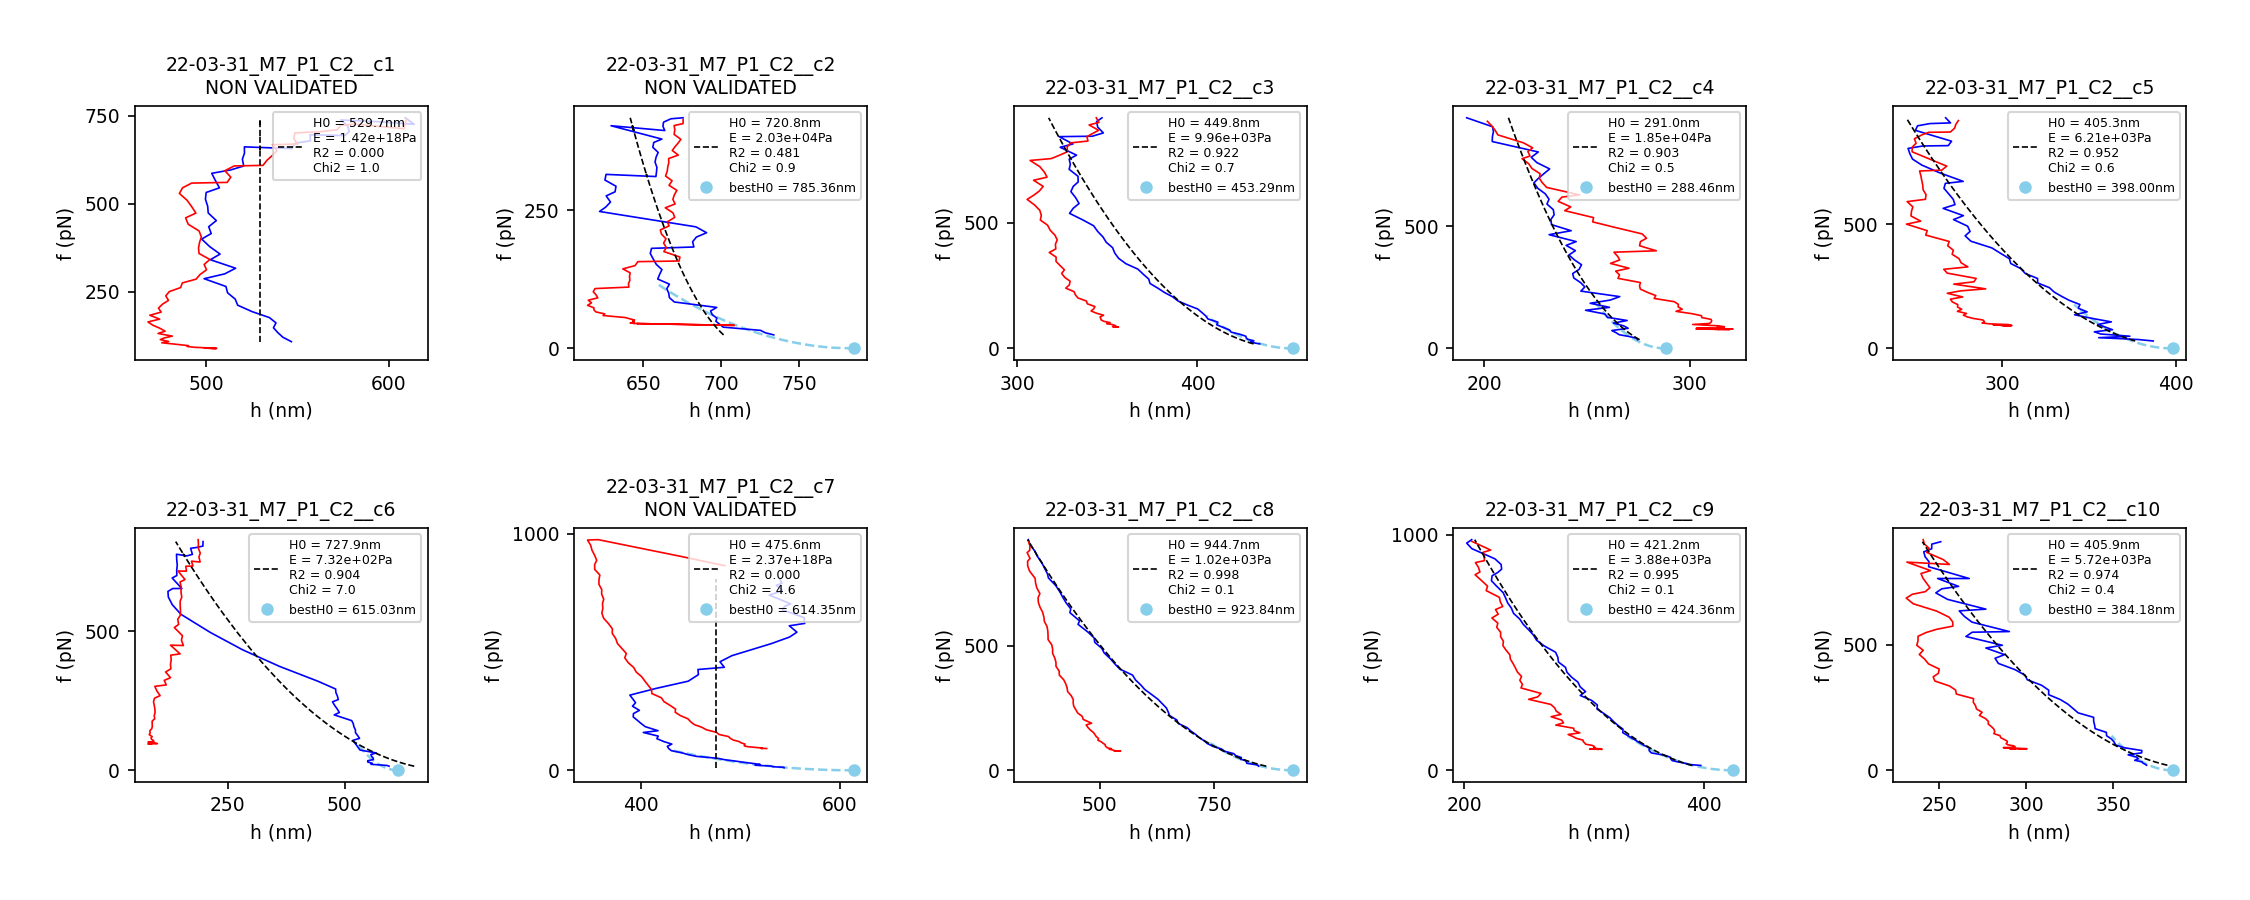 22-03-31_M7_P1_C2__c1
NON VALIDATED
H0 = 529.7nm
E = 1.42e+18Pa
R2 = 0.000
Chi2 = 1.0
750
500
250
f (pN)
500
600
h (nm)
22-03-31_M7_P1_C2__c2
NON VALIDATED
H0 = 720.8nm
E = 2.03e+04Pa
R2 = 0.481
Chi2 = 0.9
bestH0 = 785.36nm
250
0
f (pN)
650
700
750
h (nm)
22-03-31_M7_P1_C2__c3
H0 = 449.8nm
E = 9.96e+03Pa
R2 = 0.922
Chi2 = 0.7
bestH0 = 453.29nm
500
0
f (pN)
300
400
h (nm)
22-03-31_M7_P1_C2__c4
H0 = 291.0nm
E = 1.85e+04Pa
R2 = 0.903
Chi2 = 0.5
bestH0 = 288.46nm
500
0
f (pN)
200
300
h (nm)
22-03-31_M7_P1_C2__c5
H0 = 405.3nm
E = 6.21e+03Pa
R2 = 0.952
Chi2 = 0.6
bestH0 = 398.00nm
500
0
f (pN)
300
400
h (nm)
22-03-31_M7_P1_C2__c6
H0 = 727.9nm
E = 7.32e+02Pa
R2 = 0.904
Chi2 = 7.0
bestH0 = 615.03nm
500
0
f (pN)
250
500
h (nm)
22-03-31_M7_P1_C2__c7
NON VALIDATED
H0 = 475.6nm
E = 2.37e+18Pa
R2 = 0.000
Chi2 = 4.6
bestH0 = 614.35nm
1000
500
0
f (pN)
400
600
h (nm)
22-03-31_M7_P1_C2__c8
H0 = 944.7nm
E = 1.02e+03Pa
R2 = 0.998
Chi2 = 0.1
bestH0 = 923.84nm
500
0
f (pN)
500
750
h (nm)
22-03-31_M7_P1_C2__c9
H0 = 421.2nm
E = 3.88e+03Pa
R2 = 0.995
Chi2 = 0.1
bestH0 = 424.36nm
1000
500
0
f (pN)
200
400
h (nm)
22-03-31_M7_P1_C2__c10
H0 = 405.9nm
E = 5.72e+03Pa
R2 = 0.974
Chi2 = 0.4
bestH0 = 384.18nm
500
0
f (pN)
250
300
350
h (nm)